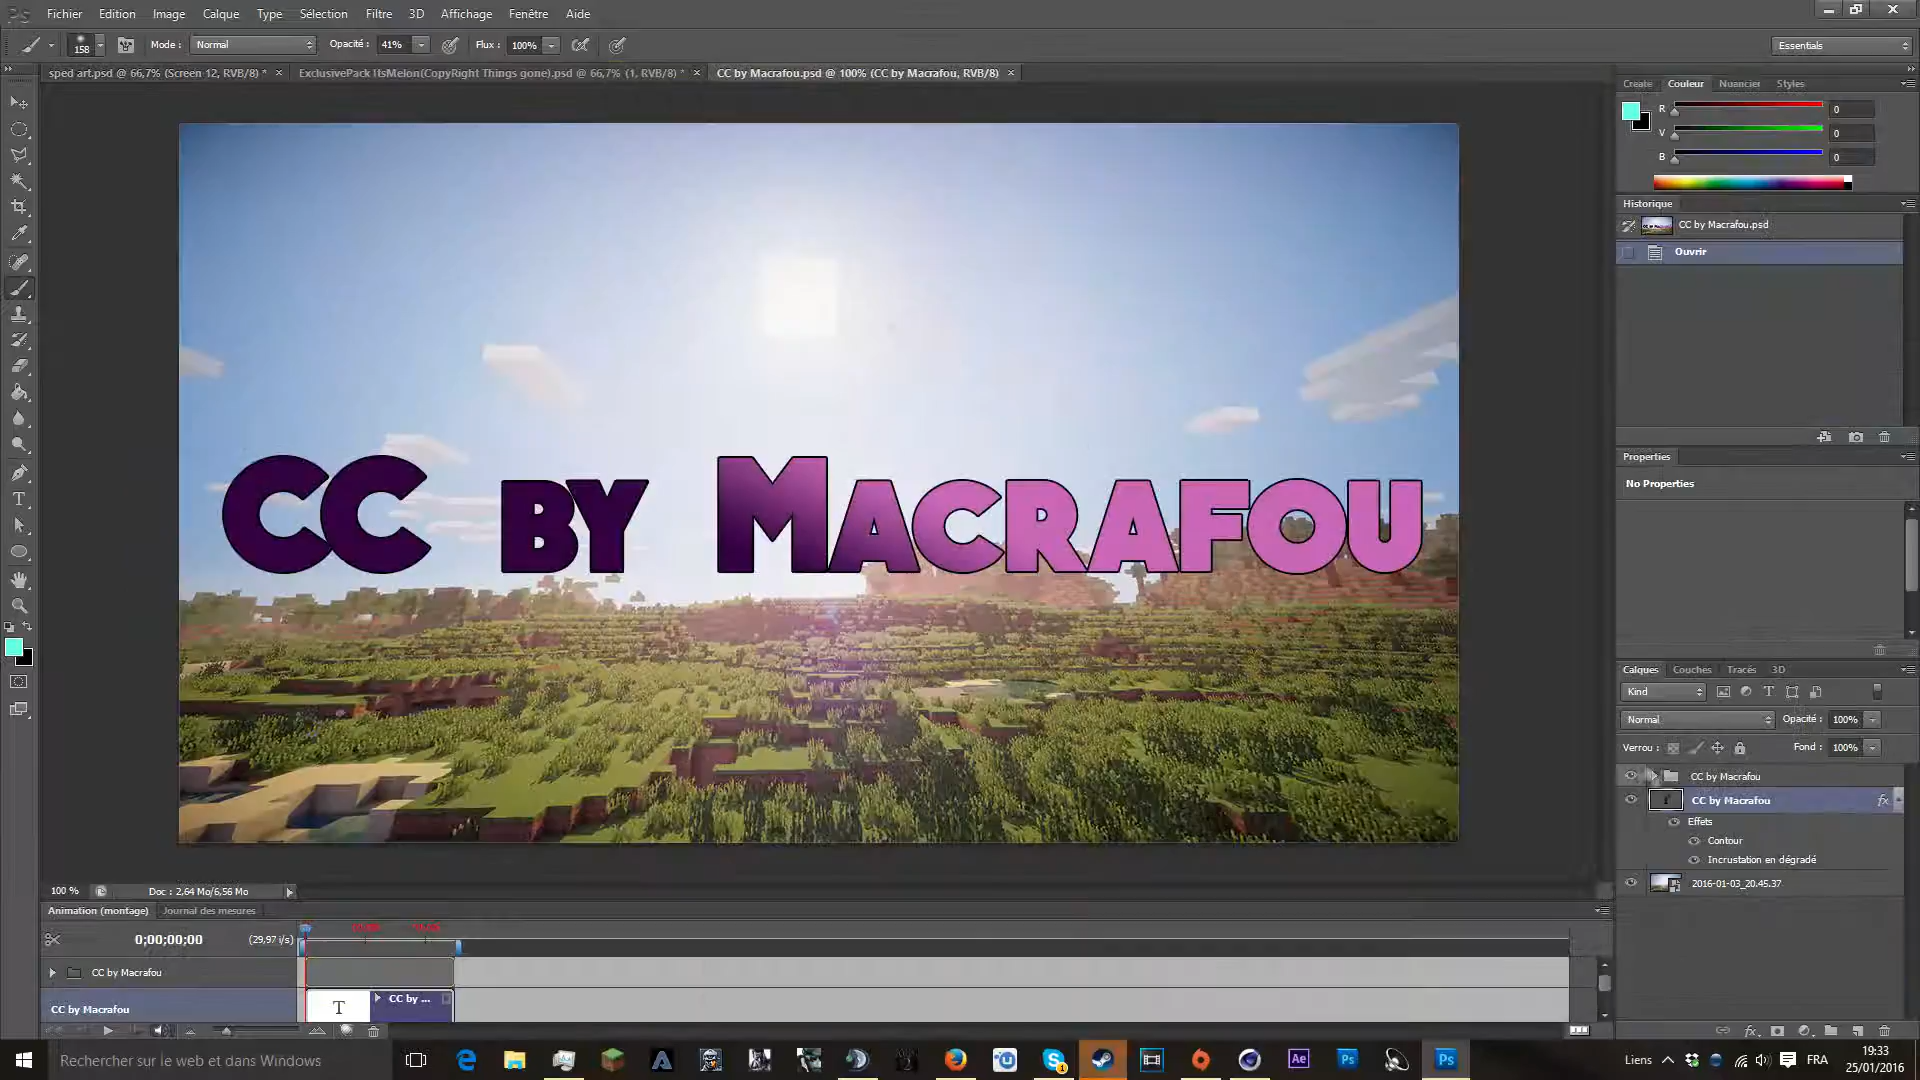 Ps Fichier Edition Image Calque Type Sélection Filtre 3D Affichage Fenêtre Aide
158 Mode : Normal Opacité : 41% Flux : 100% Essentials
sped art.psd @ 66,7% (Screen 12, RVB/8) * × ExclusivePack ItsMelon(CopyRight Things gone).psd @ 66,7% (1, RVB/8) * × CC by Macrafou.psd @ 100% (CC by Macrafou, RVB/8) ×
Create Couleur Nuancier Styles
R 0
V 0
B 0
Historique
CC by Macrafou.psd
Ouvrir
CC by Macrafou
Properties
No Properties
Calques Couches Tracés 3D
Kind
Normal Opacité : 100%
Verrou : Fond : 100%
CC by Macrafou
CC by Macrafou fx
Effets
Contour
Incrustation en dégradé
2016-01-03_20.45.37
100 % Doc : 2,64 Mo/6,56 Mo
Animation (montage) Journal des mesures
0;00;00;00 (29,97 i/s)
CC by Macrafou
CC by Macrafou T CC by ...
Rechercher sur le web et dans Windows
Ae Ps Ps
Liens FRA
19:33
25/01/2016